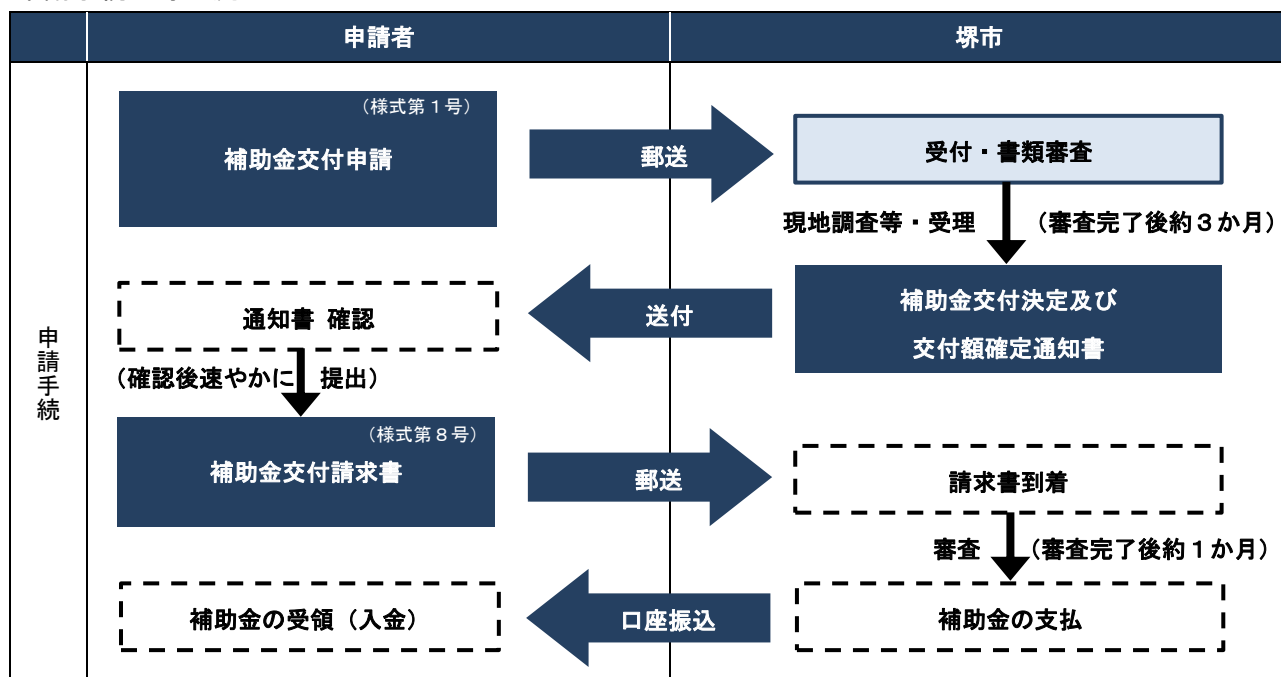 申請者
堺市
申請手続
（様式第１号）
補助金交付申請
郵送
受付・書類審査
現地調査等・受理
（審査完了後約３か月）
補助金交付決定及び
交付額確定通知書
送付
通知書 確認
（確認後速やかに 提出）
（様式第８号）
補助金交付請求書
郵送
請求書到着
審査
（審査完了後約１か月）
補助金の支払
口座振込
補助金の受領（入金）